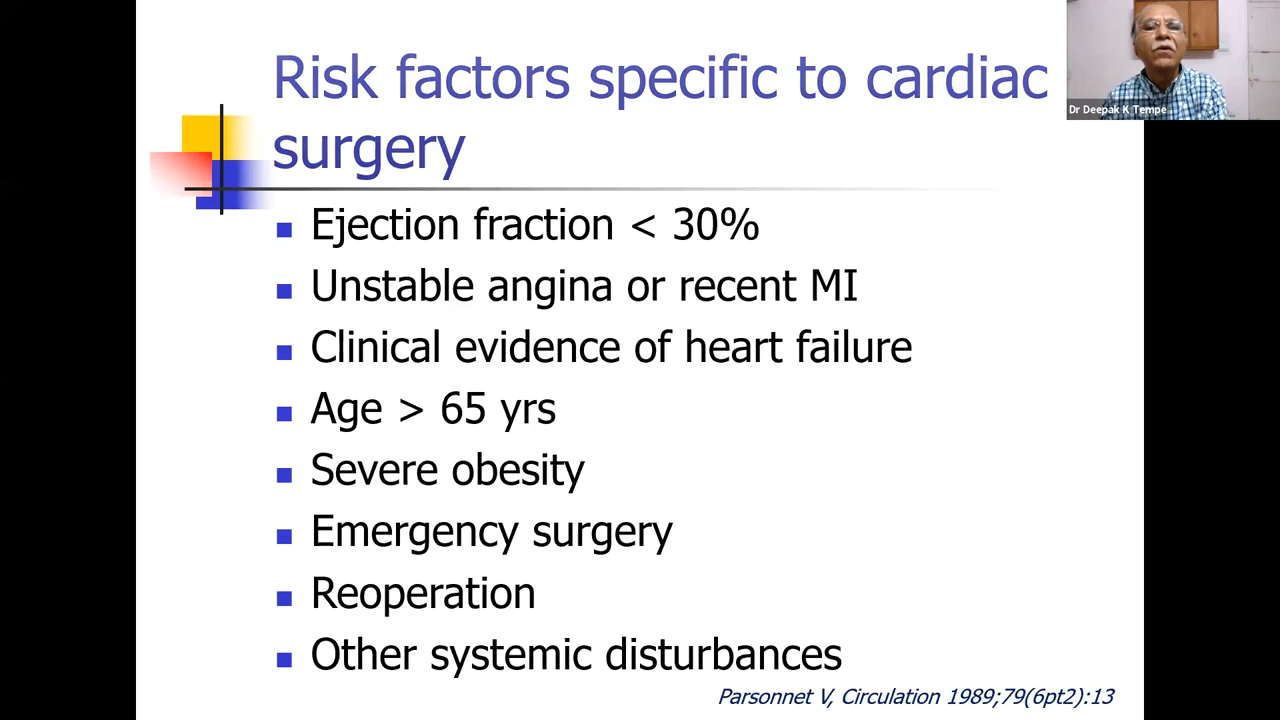 Risk factors specific to cardiac
surgery
Dr Deepak K Tempe
Ejection fraction < 30%
Unstable angina or recent MI
Clinical evidence of heart failure
Age > 65 yrs
Severe obesity
Emergency surgery
Reoperation
Other systemic disturbances
Parsonnet V, Circulation 1989;79(6pt2):13